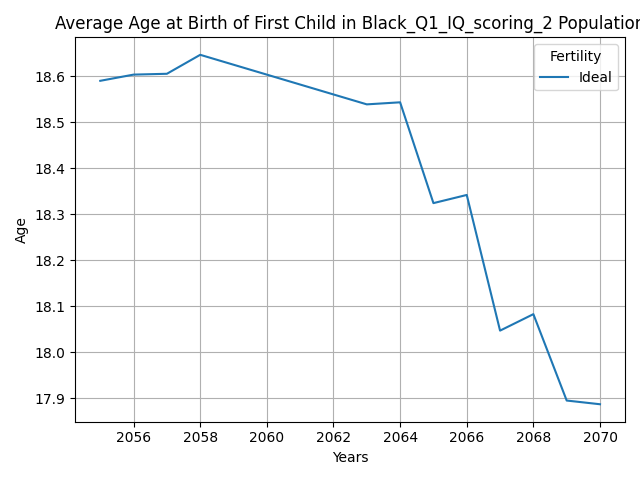 Average Age at Birth of First Child in Black_Q1_IQ_scoring_2 Population
Fertility
Ideal
18.6
18.5
18.4
18.3
18.2
18.1
18.0
17.9
Age
2056 2058 2060 2062 2064 2066 2068 2070
Years